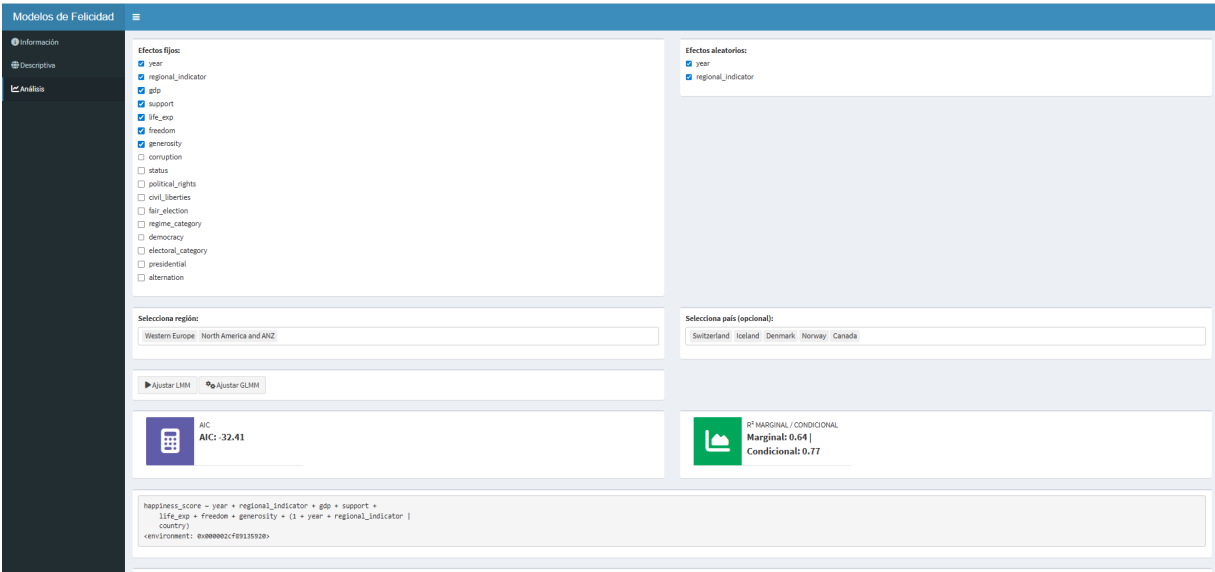 Modelos de Felicidad
Información
Descriptiva
Análisis
Efectos fijos:
year
regional_indicator
gdp
support
life_exp
freedom
generosity
corruption
status
political_rights
civil_liberties
fair_election
regime_category
democracy
electoral_category
presidential
alternation
Efectos aleatorios:
year
regional_indicator
Selecciona región:
Western Europe North America and ANZ
Selecciona país (opcional):
Switzerland Iceland Denmark Norway Canada
Ajustar LMM Ajustar GLMM
AIC
AIC: -32.41
R² MARGINAL / CONDICIONAL
Marginal: 0.64 |
Condicional: 0.77
happiness_score ~ year + regional_indicator + gdp + support +
life_exp + freedom + generosity + (1 + year + regional_indicator |
country)
<environment: 0x000002cf89135920>